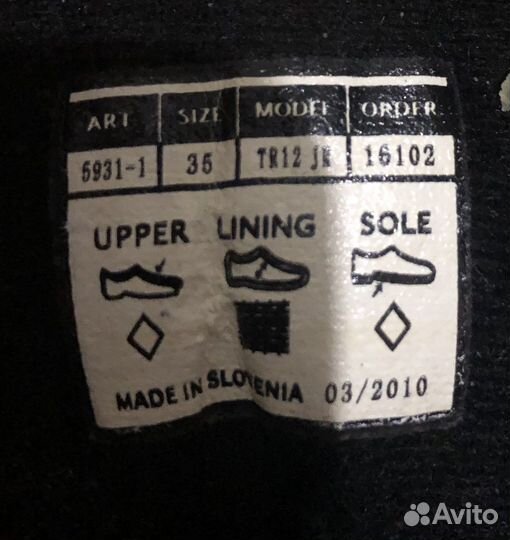 ART SIZE MODEL ORDER
5931-1 35 TR12 JR 16102
UPPER LINING SOLE
MADE IN SLOVENIA 03/2010
Avito